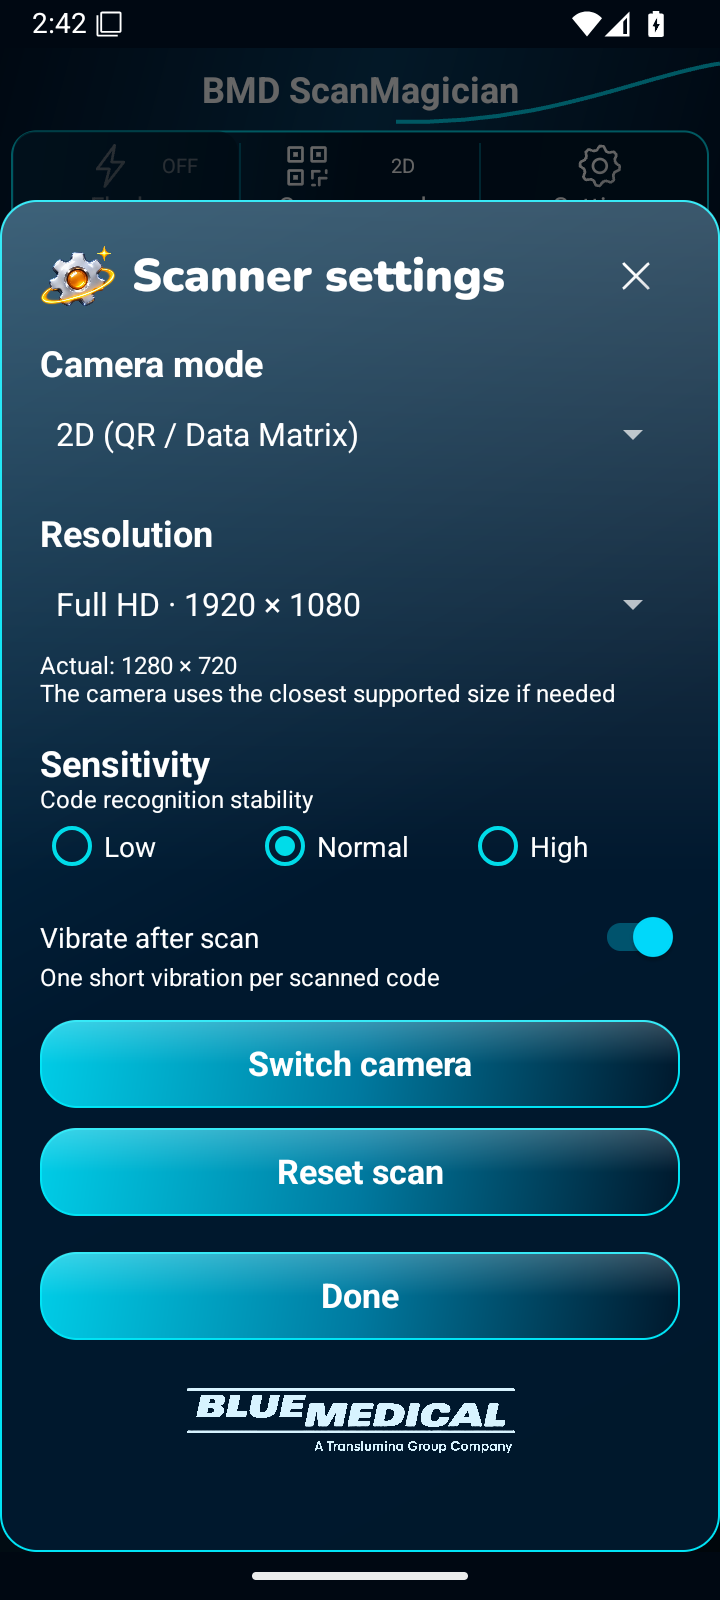 2:42
BMD ScanMagician
OFF
2D
Scanner settings
Camera mode
2D (QR / Data Matrix)
Resolution
Full HD · 1920 × 1080
Actual: 1280 × 720
The camera uses the closest supported size if needed
Sensitivity
Code recognition stability
Low
Normal
High
Vibrate after scan
One short vibration per scanned code
Switch camera
Reset scan
Done
BLUEMEDICAL
A Translumina Group Company